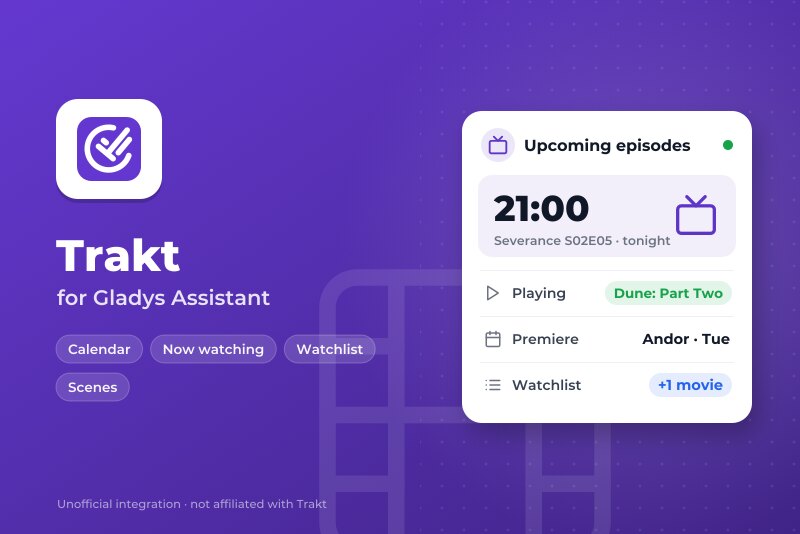 Trakt
for Gladys Assistant
Calendar
Now watching
Watchlist
Scenes
Unofficial integration · not affiliated with Trakt
Upcoming episodes
21:00
Severance S02E05 · tonight
Playing
Dune: Part Two
Premiere
Andor · Tue
Watchlist
+1 movie